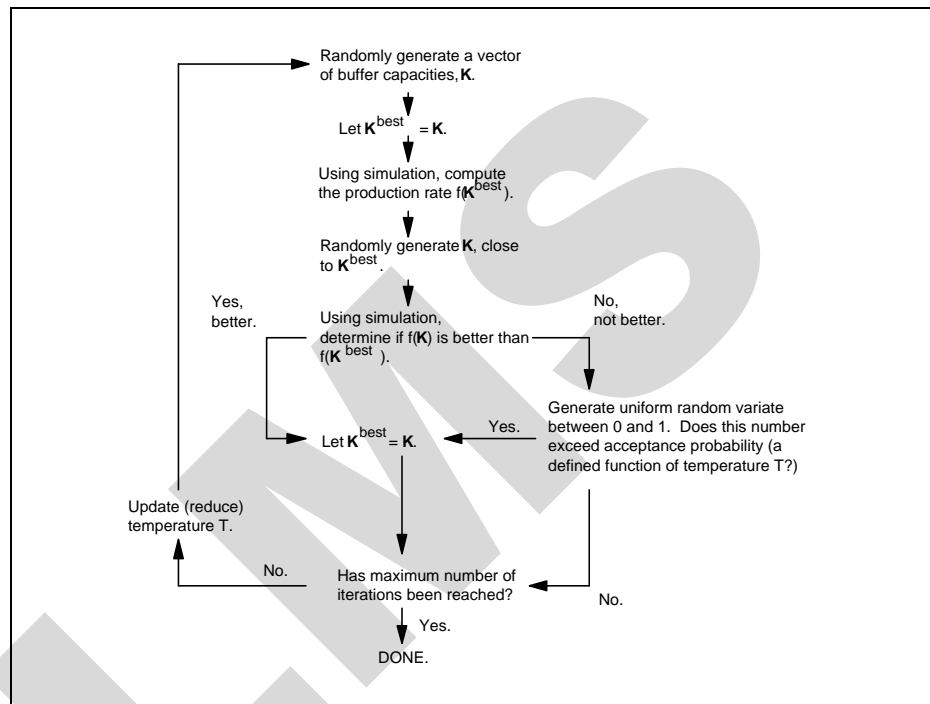 Randomly generate a vector
of buffer capacities, K.
Let K^best = K.
Using simulation, compute
the production rate f(K^best).
Randomly generate K, close
to K^best.
Yes,
better.
Using simulation,
determine if f(K) is better than
f(K^best).
No,
not better.
Generate uniform random variate
between 0 and 1. Does this number
exceed acceptance probability (a
defined function of temperature T?)
Yes.
Let K^best = K.
Update (reduce)
temperature T.
No.
Has maximum number of
iterations been reached?
No.
Yes.
DONE.
LMS